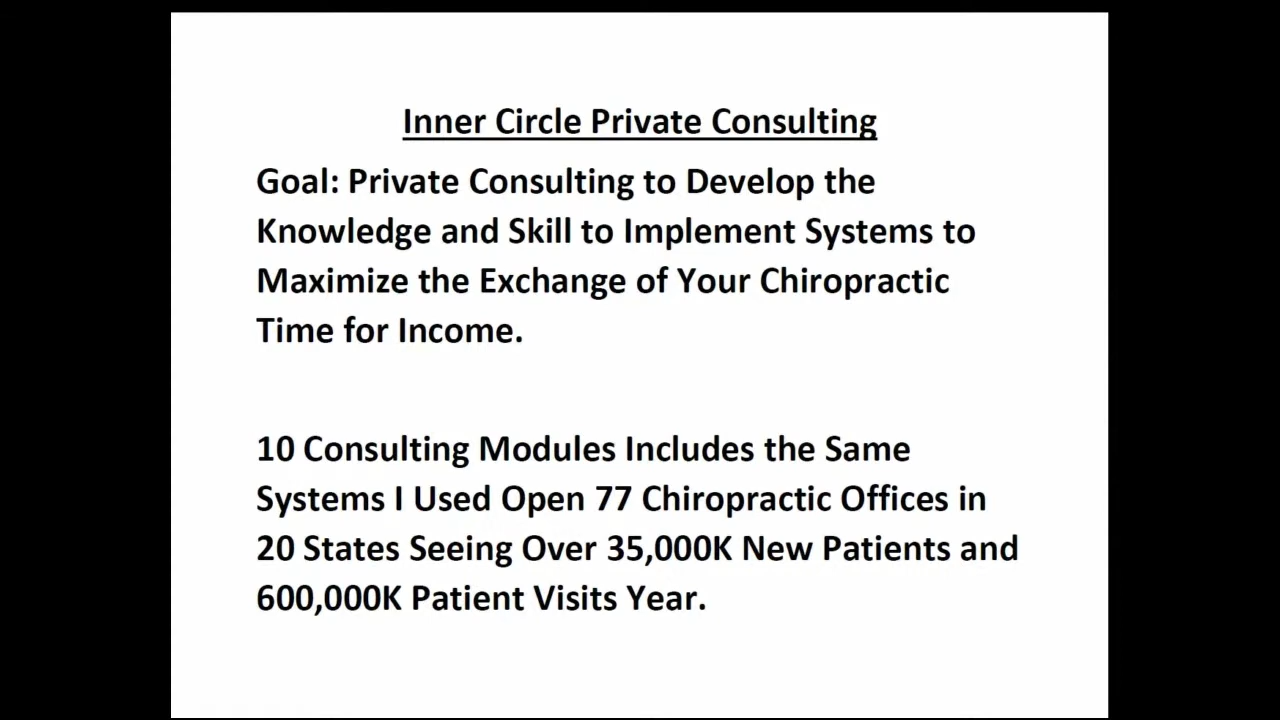 Inner Circle Private Consulting
Goal: Private Consulting to Develop the
Knowledge and Skill to Implement Systems to
Maximize the Exchange of Your Chiropractic
Time for Income.
10 Consulting Modules Includes the Same
Systems I Used Open 77 Chiropractic Offices in
20 States Seeing Over 35,000K New Patients and
600,000K Patient Visits Year.